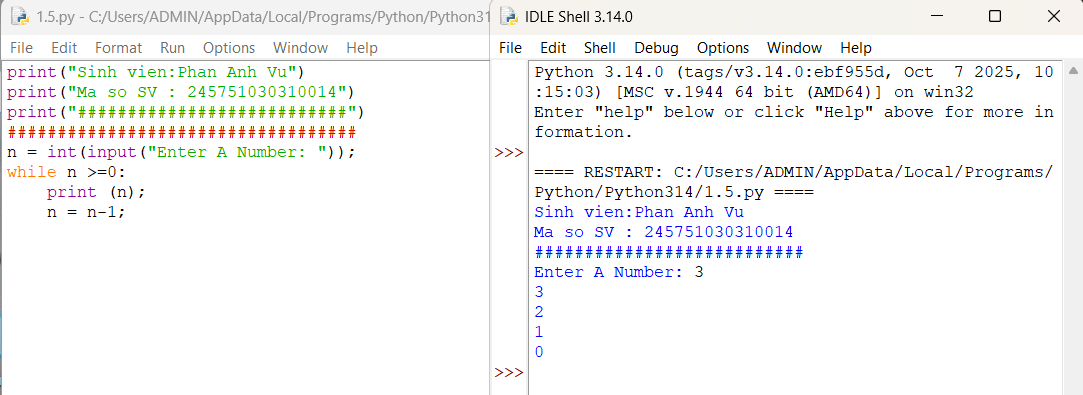 1.5.py - C:/Users/ADMIN/AppData/Local/Programs/Python/Python31
File Edit Format Run Options Window Help
print("Sinh vien:Phan Anh Vu")
print("Ma so SV : 245751030310014")
print("###########################")
###################################
n = int(input("Enter A Number: "));
while n >=0:
    print (n);
    n = n-1;
IDLE Shell 3.14.0
File Edit Shell Debug Options Window Help
Python 3.14.0 (tags/v3.14.0:ebf955d, Oct  7 2025, 10
:15:03) [MSC v.1944 64 bit (AMD64)] on win32
Enter "help" below or click "Help" above for more in
formation.
>>>
==== RESTART: C:/Users/ADMIN/AppData/Local/Programs/
Python/Python314/1.5.py ====
Sinh vien:Phan Anh Vu
Ma so SV : 245751030310014
###########################
Enter A Number: 3
3
2
1
0
>>>